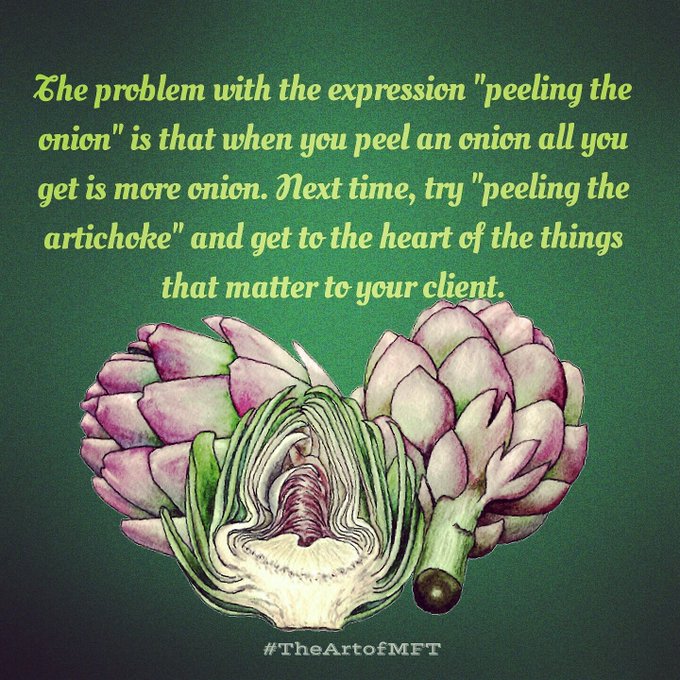 The problem with the expression "peeling the
onion" is that when you peel an onion all you
get is more onion. Next time, try "peeling the
artichoke" and get to the heart of the things
that matter to your client.
#TheArtofMFT